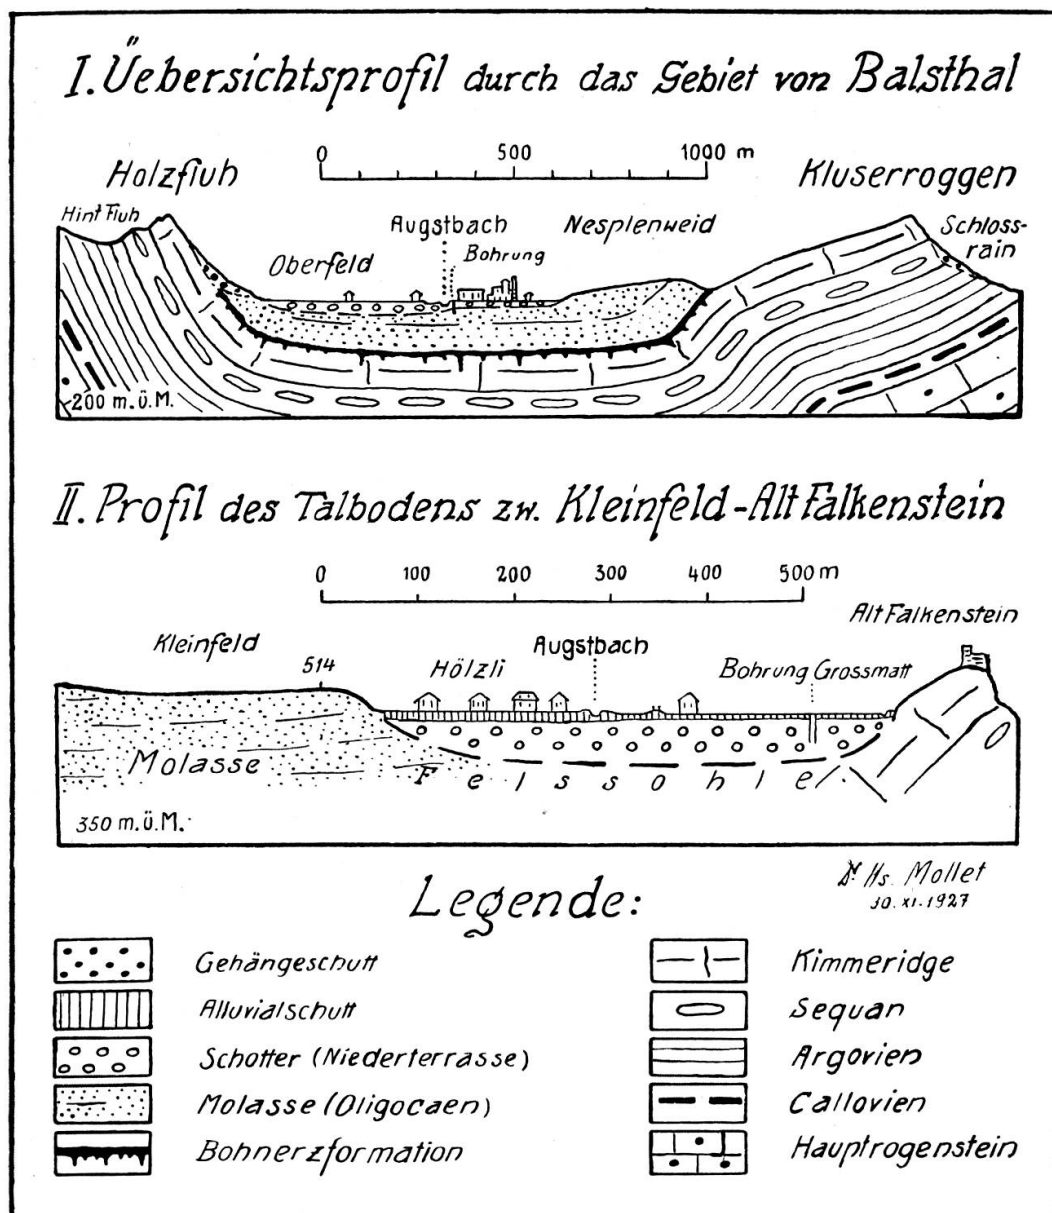 I. Üebersichtsprofil durch das Gebiet von Balsthal
0 500 1000 m
Holzfluh Kluserroggen
Hint Fluh Augstbach Nesplenweid Schloss-
rain
Oberfeld Bohrung
200 m.ü.M.
II. Profil des Talbodens zw. Kleinfeld-Alt Falkenstein
0 100 200 300 400 500 m
Alt Falkenstein
Kleinfeld 514 Hölzli Augstbach Bohrung Grossmatt
Molasse Felssohle
350 m.ü.M.
Dr Hs. Mollet
30.XI.1927
Legende:
Gehängeschutt
Alluvialschutt
Schotter (Niederterrasse)
Molasse (Oligocaen)
Bohnerzformation
Kimmeridge
Sequan
Argovien
Callovien
Hauptrogenstein